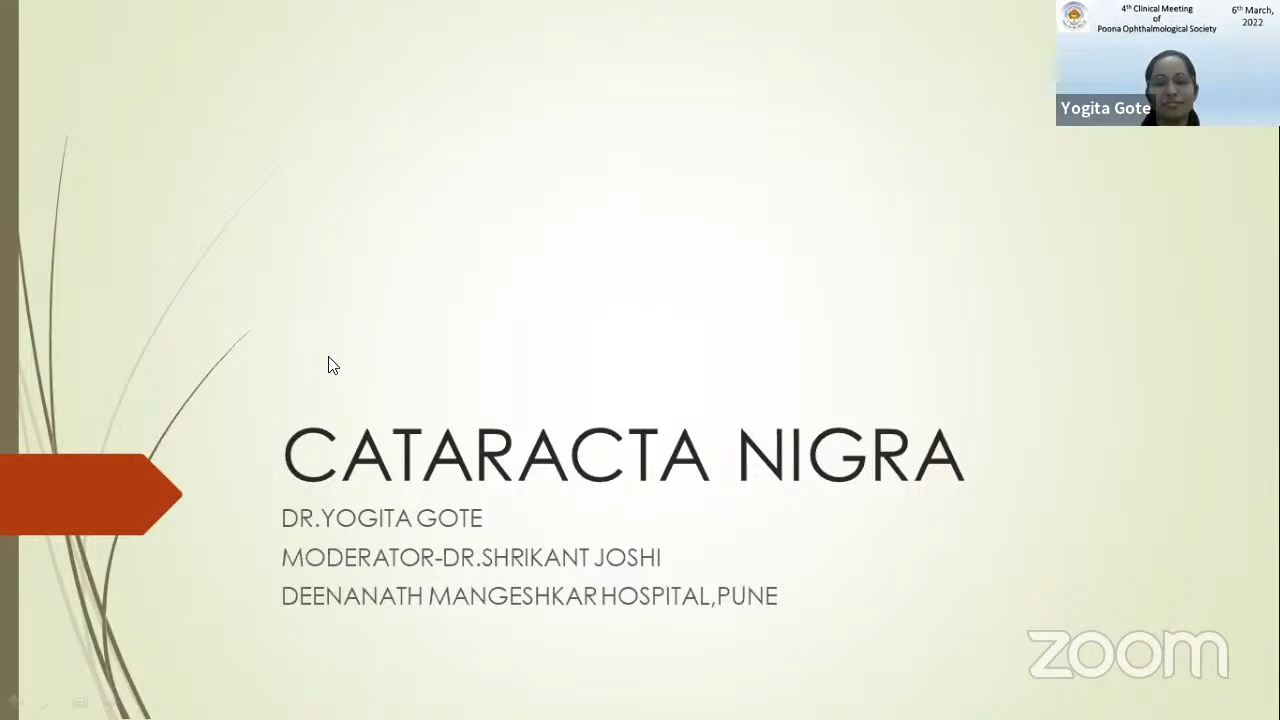 4th Clinical Meeting
of
Poona Ophthalmological Society
6th March,
2022
Yogita Gote
CATARACTA NIGRA
DR.YOGITA GOTE
MODERATOR-DR.SHRIKANT JOSHI
DEENANATH MANGESHKAR HOSPITAL,PUNE
zoom